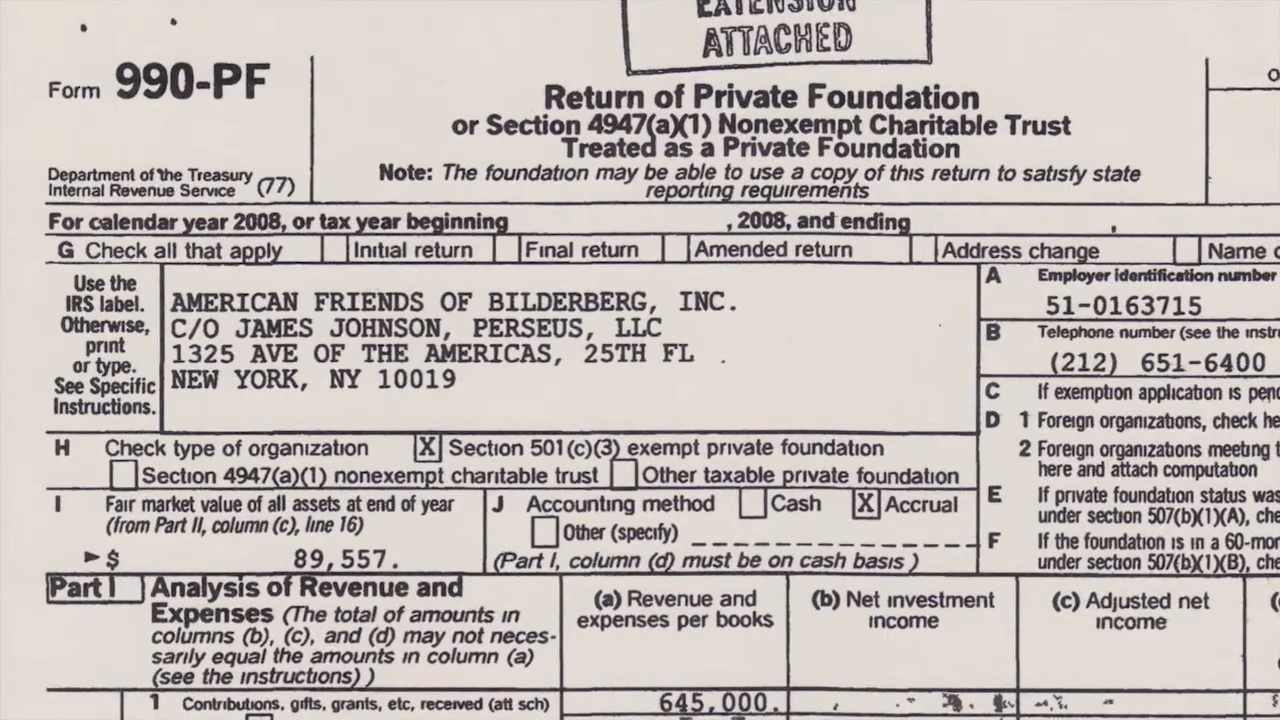 EXTENSION
ATTACHED
Form 990-PF
Department of the Treasury
Internal Revenue Service (77)
Return of Private Foundation
or Section 4947(a)(1) Nonexempt Charitable Trust
Treated as a Private Foundation
Note: The foundation may be able to use a copy of this return to satisfy state
reporting requirements
For calendar year 2008, or tax year beginning , 2008, and ending ,
G Check all that apply Initial return Final return Amended return Address change Name
Use the
IRS label.
Otherwise,
print
or type.
See Specific
Instructions.
AMERICAN FRIENDS OF BILDERBERG, INC.
C/O JAMES JOHNSON, PERSEUS, LLC
1325 AVE OF THE AMERICAS, 25TH FL
NEW YORK, NY 10019
A Employer identification number
51-0163715
B Telephone number (see the instru
(212) 651-6400
C If exemption application is pend
D 1 Foreign organizations, check he
2 Foreign organizations meeting t
here and attach computation
E If private foundation status was
under section 507(b)(1)(A), che
F If the foundation is in a 60-mon
under section 507(b)(1)(B), che
H Check type of organization X Section 501(c)(3) exempt private foundation
Section 4947(a)(1) nonexempt charitable trust Other taxable private foundation
I Fair market value of all assets at end of year
(from Part II, column (c), line 16)
►$ 89,557.
J Accounting method Cash X Accrual
Other (specify)
(Part I, column (d) must be on cash basis )
Part I Analysis of Revenue and
Expenses (The total of amounts in
columns (b), (c), and (d) may not neces-
sarily equal the amounts in column (a)
(see the instructions) )
(a) Revenue and
expenses per books
(b) Net investment
income
(c) Adjusted net
income
1 Contributions, gifts, grants, etc, received (att sch) 645,000.